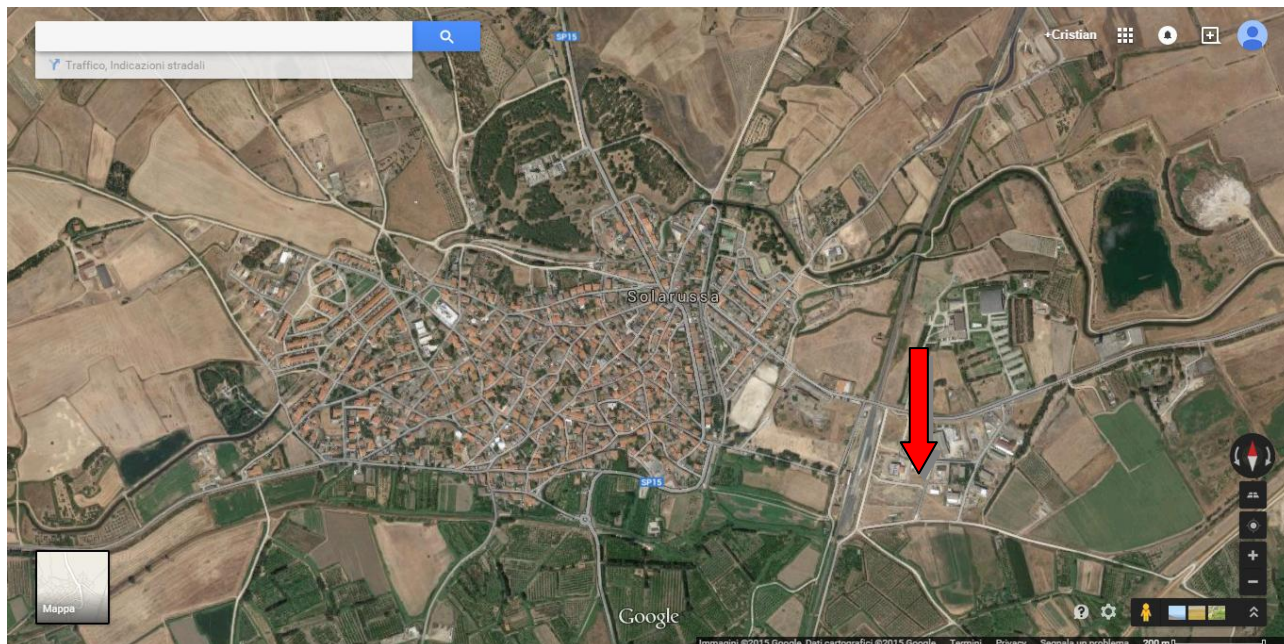 SP15
+Cristian
Traffico, Indicazioni stradali
Solarussa
SP15
Mappa
Google
Immagini ©2015 Google, Dati cartografici ©2015 Google Termini Privacy Segnala un problema 200 m